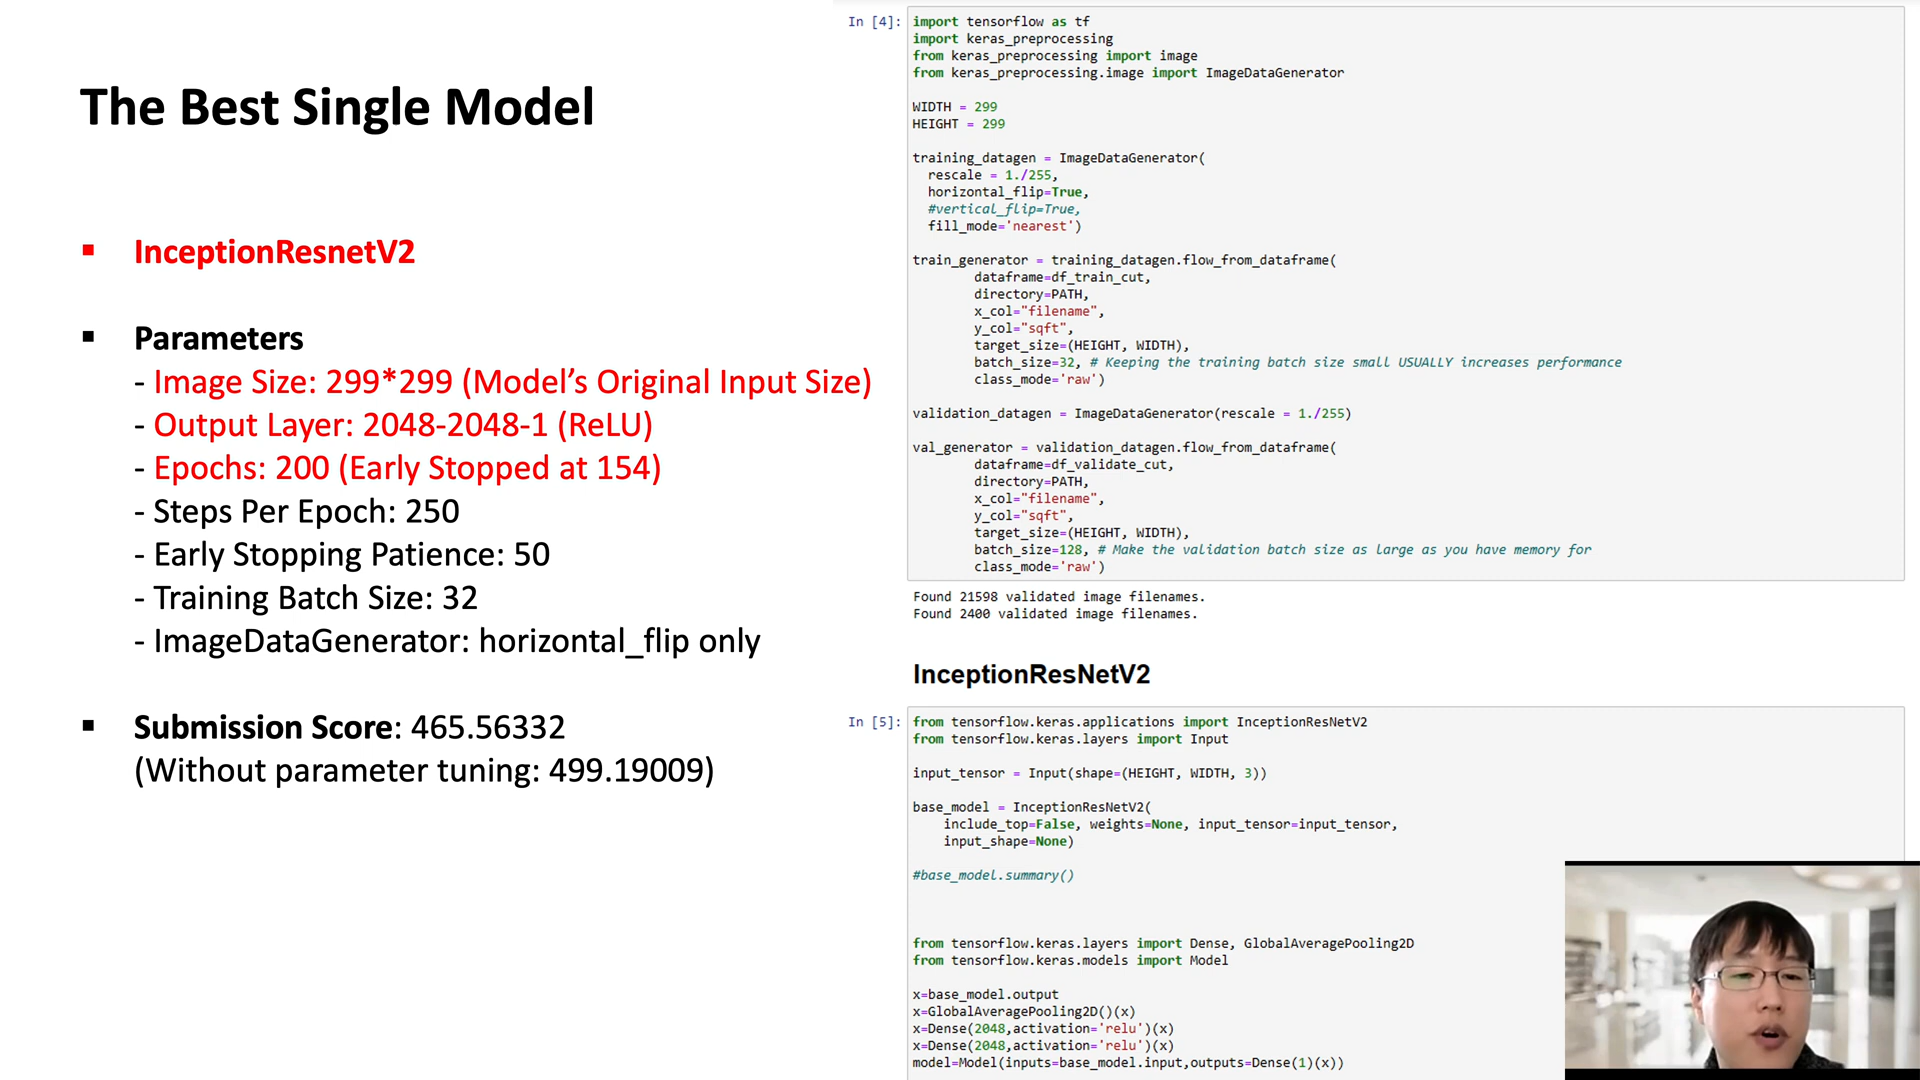 The Best Single Model
▪ InceptionResnetV2
▪ Parameters
- Image Size: 299*299 (Model’s Original Input Size)
- Output Layer: 2048-2048-1 (ReLU)
- Epochs: 200 (Early Stopped at 154)
- Steps Per Epoch: 250
- Early Stopping Patience: 50
- Training Batch Size: 32
- ImageDataGenerator: horizontal_flip only
▪ Submission Score: 465.56332
(Without parameter tuning: 499.19009)
In [4]:
import tensorflow as tf
import keras_preprocessing
from keras_preprocessing import image
from keras_preprocessing.image import ImageDataGenerator
WIDTH = 299
HEIGHT = 299
training_datagen = ImageDataGenerator(
rescale = 1./255,
horizontal_flip=True,
#vertical_flip=True,
fill_mode='nearest')
train_generator = training_datagen.flow_from_dataframe(
dataframe=df_train_cut,
directory=PATH,
x_col="filename",
y_col="sqft",
target_size=(HEIGHT, WIDTH),
batch_size=32, # Keeping the training batch size small USUALLY increases performance
class_mode='raw')
validation_datagen = ImageDataGenerator(rescale = 1./255)
val_generator = validation_datagen.flow_from_dataframe(
dataframe=df_validate_cut,
directory=PATH,
x_col="filename",
y_col="sqft",
target_size=(HEIGHT, WIDTH),
batch_size=128, # Make the validation batch size as large as you have memory for
class_mode='raw')
Found 21598 validated image filenames.
Found 2400 validated image filenames.
InceptionResNetV2
In [5]:
from tensorflow.keras.applications import InceptionResNetV2
from tensorflow.keras.layers import Input
input_tensor = Input(shape=(HEIGHT, WIDTH, 3))
base_model = InceptionResNetV2(
include_top=False, weights=None, input_tensor=input_tensor,
input_shape=None)
#base_model.summary()
from tensorflow.keras.layers import Dense, GlobalAveragePooling2D
from tensorflow.keras.models import Model
x=base_model.output
x=GlobalAveragePooling2D()(x)
x=Dense(2048,activation='relu')(x)
x=Dense(2048,activation='relu')(x)
model=Model(inputs=base_model.input,outputs=Dense(1)(x))